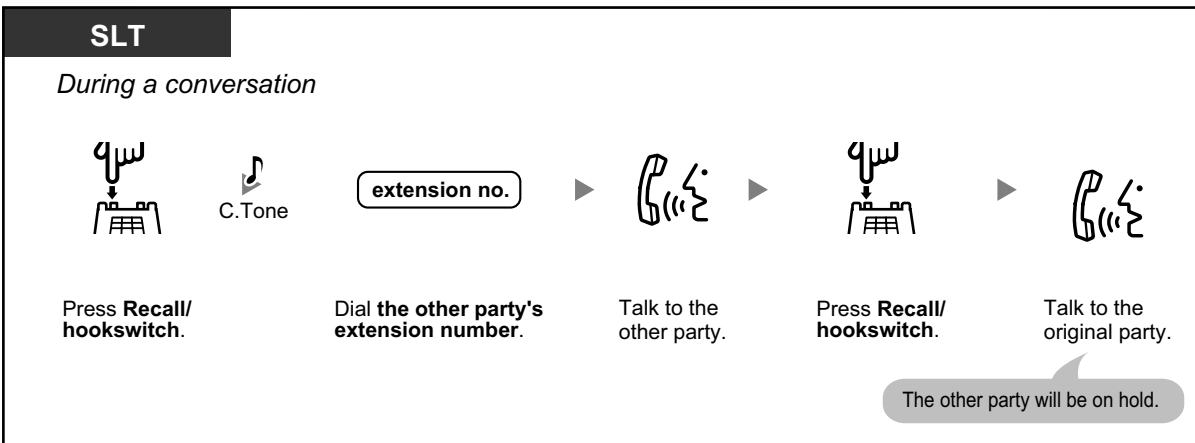 SLT
During a conversation
C.Tone
extension no.
Press Recall/
hookswitch.
Dial the other party's
extension number.
Talk to the
other party.
Press Recall/
hookswitch.
Talk to the
original party.
The other party will be on hold.